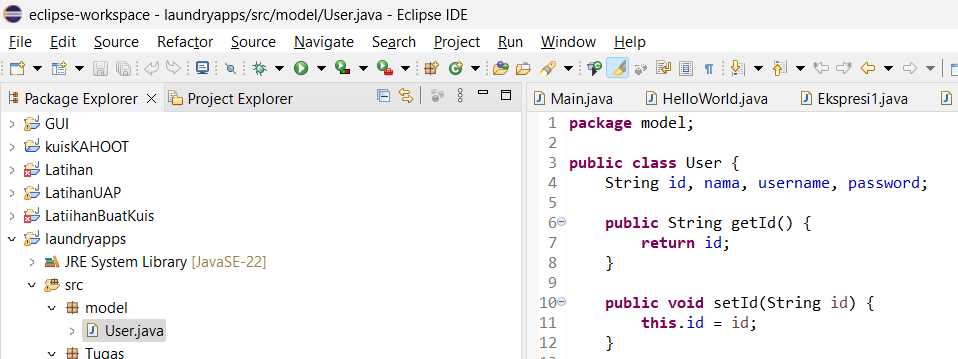 eclipse-workspace - laundryapps/src/model/User.java - Eclipse IDE
File Edit Source Refactor Source Navigate Search Project Run Window Help
Package Explorer Project Explorer
GUI
kuisKAHOOT
Latihan
LatihanUAP
LatiihanBuatKuis
laundryapps
JRE System Library [JavaSE-22]
src
model
User.java
Tugas
Main.java HelloWorld.java Ekspresi1.java
1 package model;
2
3 public class User {
4 String id, nama, username, password;
5
6 public String getId() {
7 return id;
8 }
9
10 public void setId(String id) {
11 this.id = id;
12 }